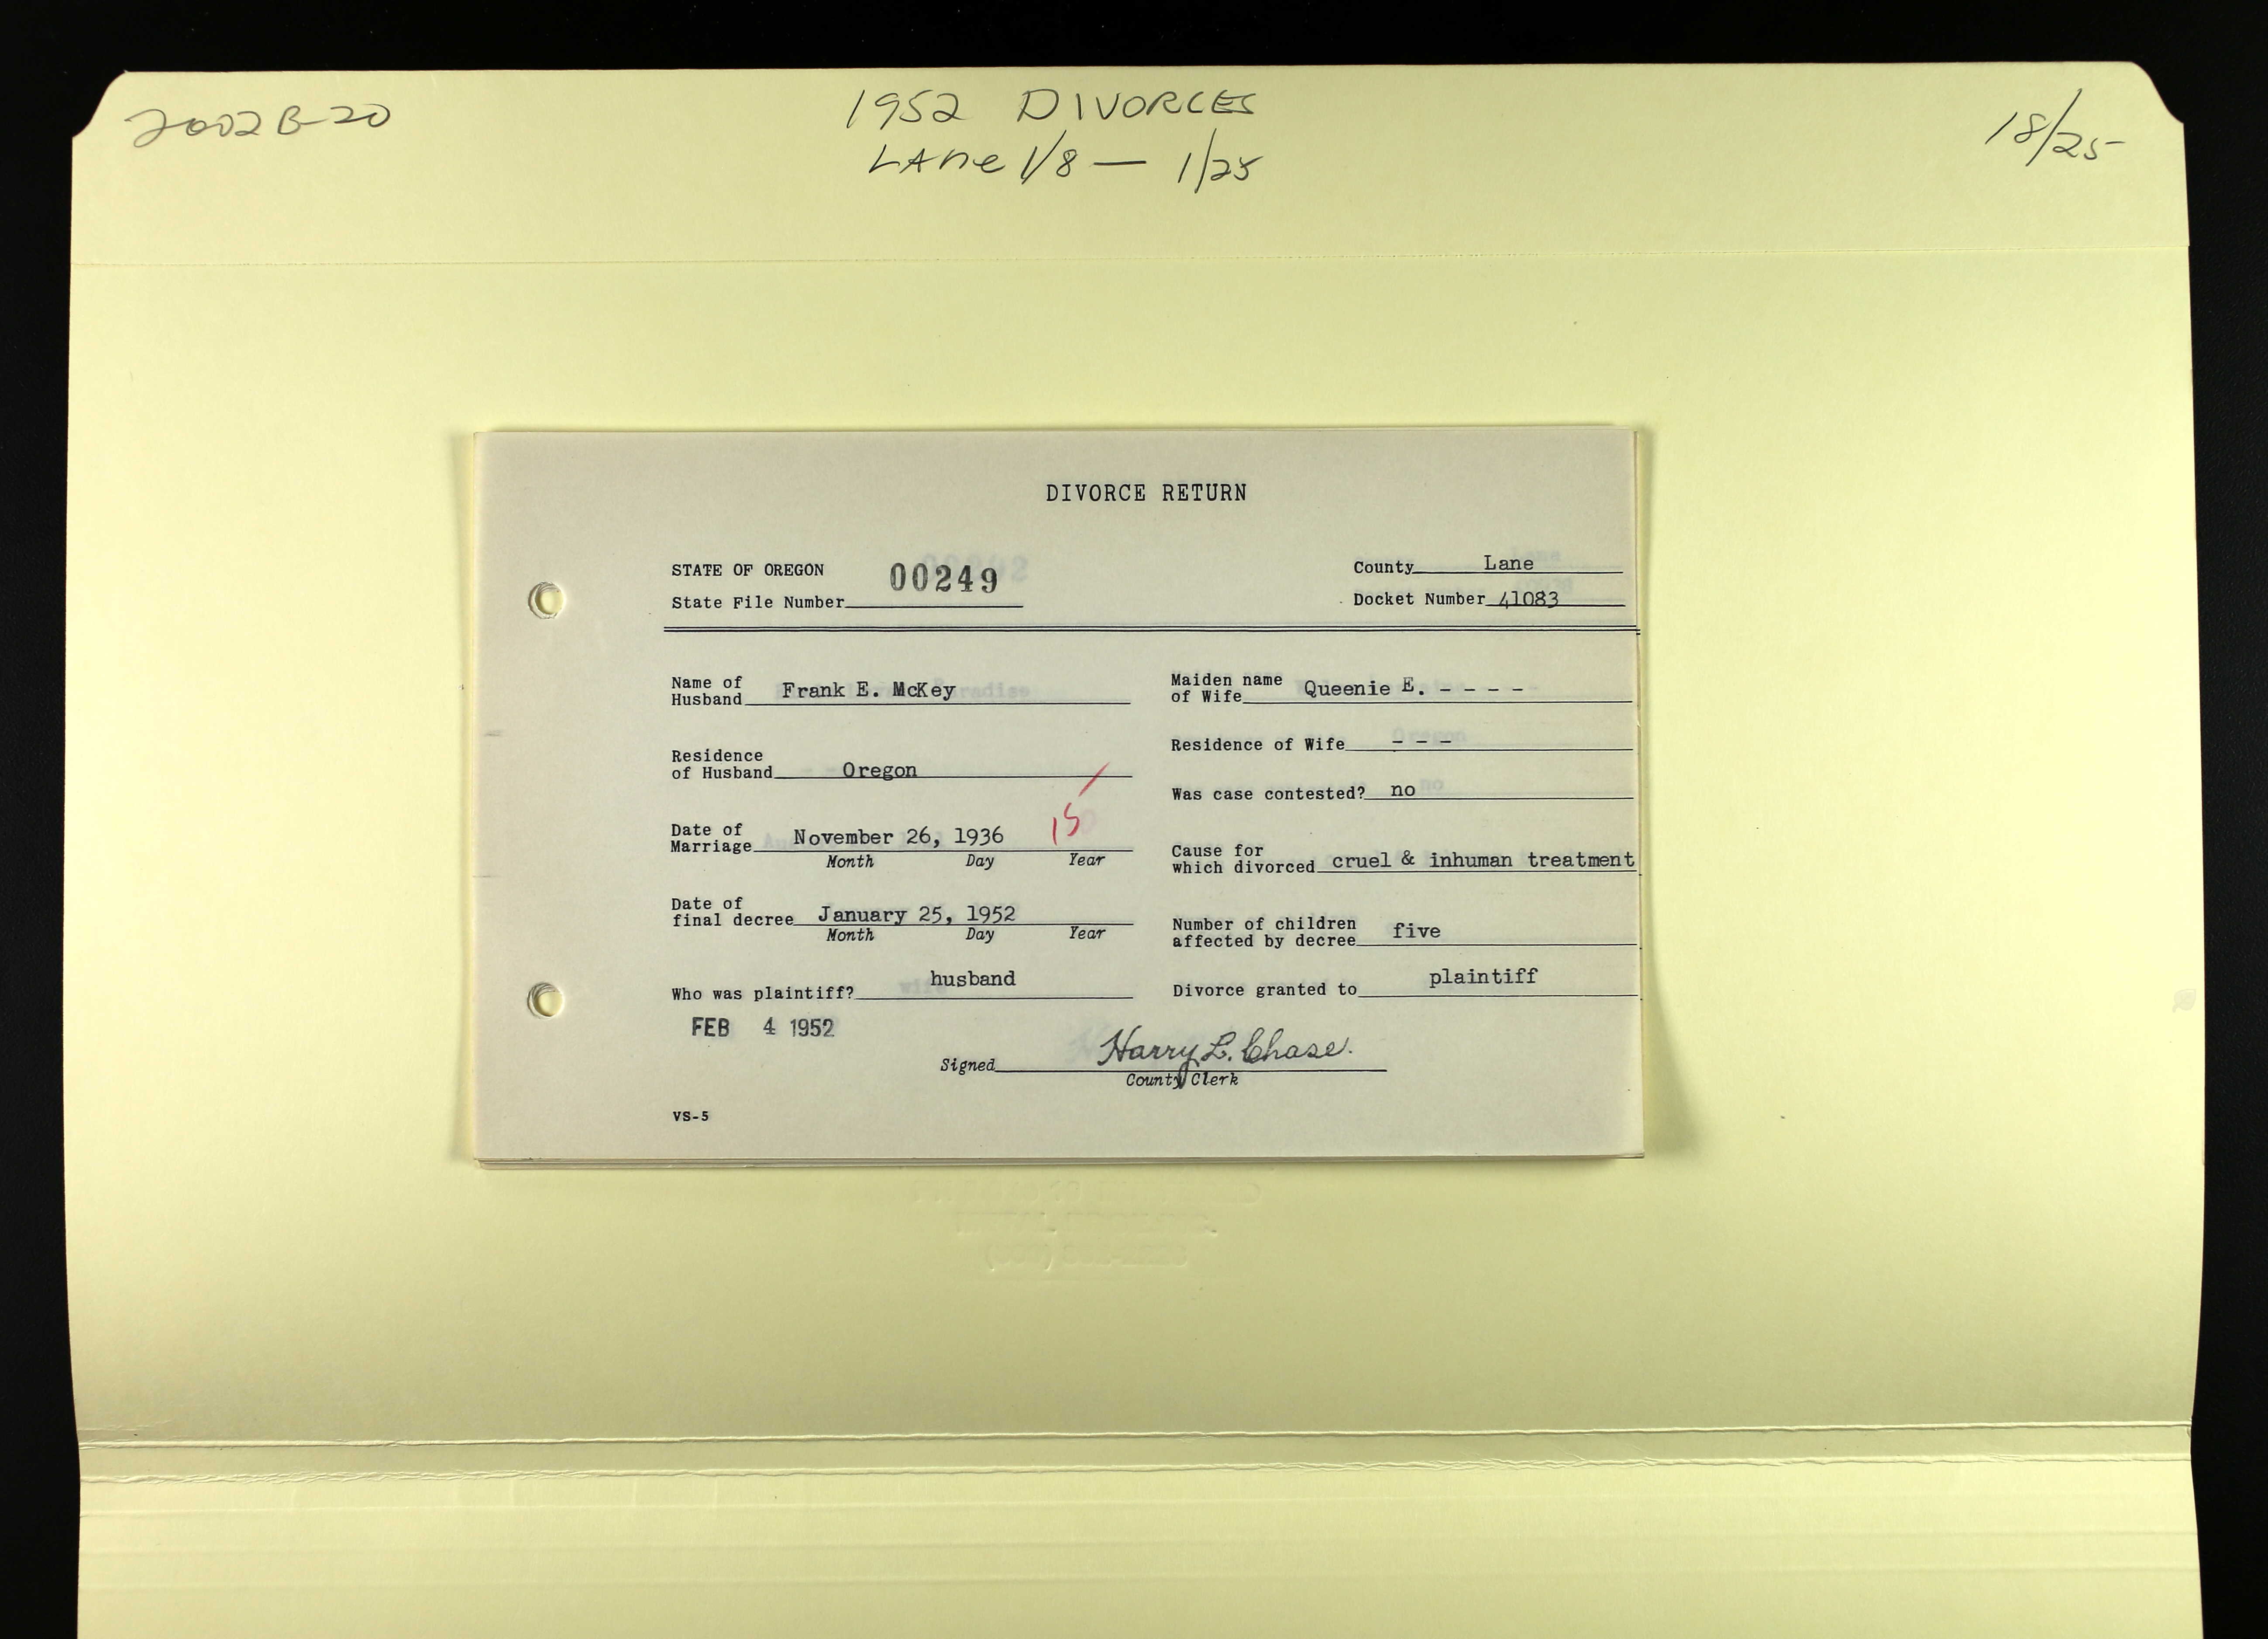 2002B-20
1952 DIVORCES
LAne 1/8 — 1/25
18/25
DIVORCE RETURN
STATE OF OREGON
State File Number 00249
County Lane
Docket Number 41083
Name of
Husband Frank E. McKey
Maiden name
of Wife Queenie E. - - - -
Residence
of Husband Oregon
Residence of Wife - - -
Was case contested? no
15
Date of
Marriage November 26, 1936
Month Day Year
Cause for
which divorced cruel & inhuman treatment
Date of
final decree January 25, 1952
Month Day Year
Number of children
affected by decree five
Who was plaintiff? husband
Divorce granted to plaintiff
FEB 4 1952
Signed Harry L. Chase.
County Clerk
VS-5